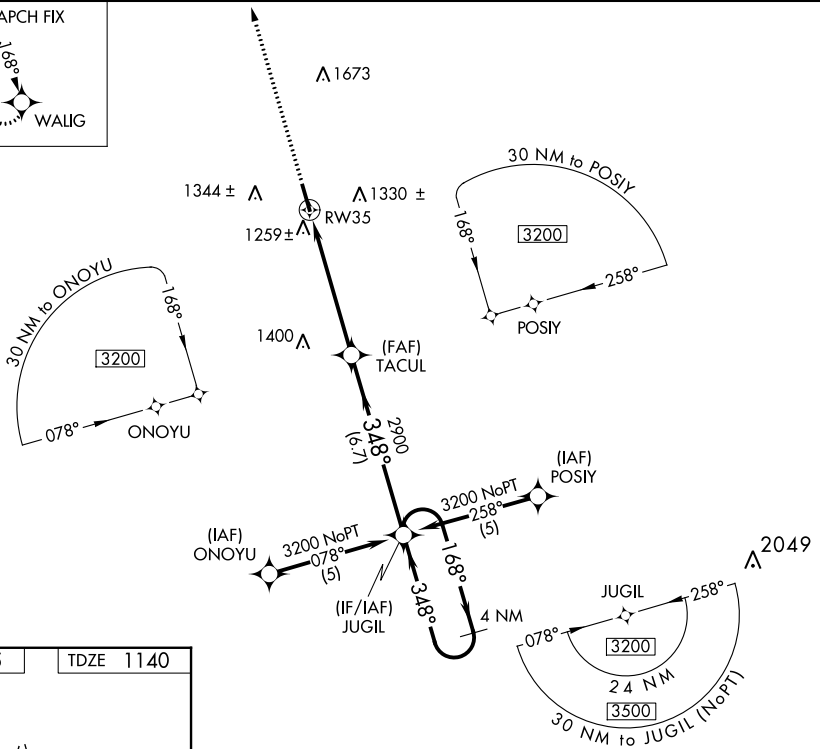 APCH FIX
168°
WALIG
1673
1344 ±
1330 ±
RW35
1259±
30 NM to POSIY
168°
3200
258°
POSIY
30 NM to ONOYU
168°
3200
078°
ONOYU
1400
(FAF)
TACUL
2900
348°
(6.7)
(IAF)
POSIY
3200 NoPT
258°
(5)
(IAF)
ONOYU
3200 NoPT
078°
(5)
(IF/IAF)
JUGIL
168°
348°
4 NM
2049
JUGIL
258°
078°
3200
24 NM
3500
30 NM to JUGIL (NoPT)
TDZE 1140